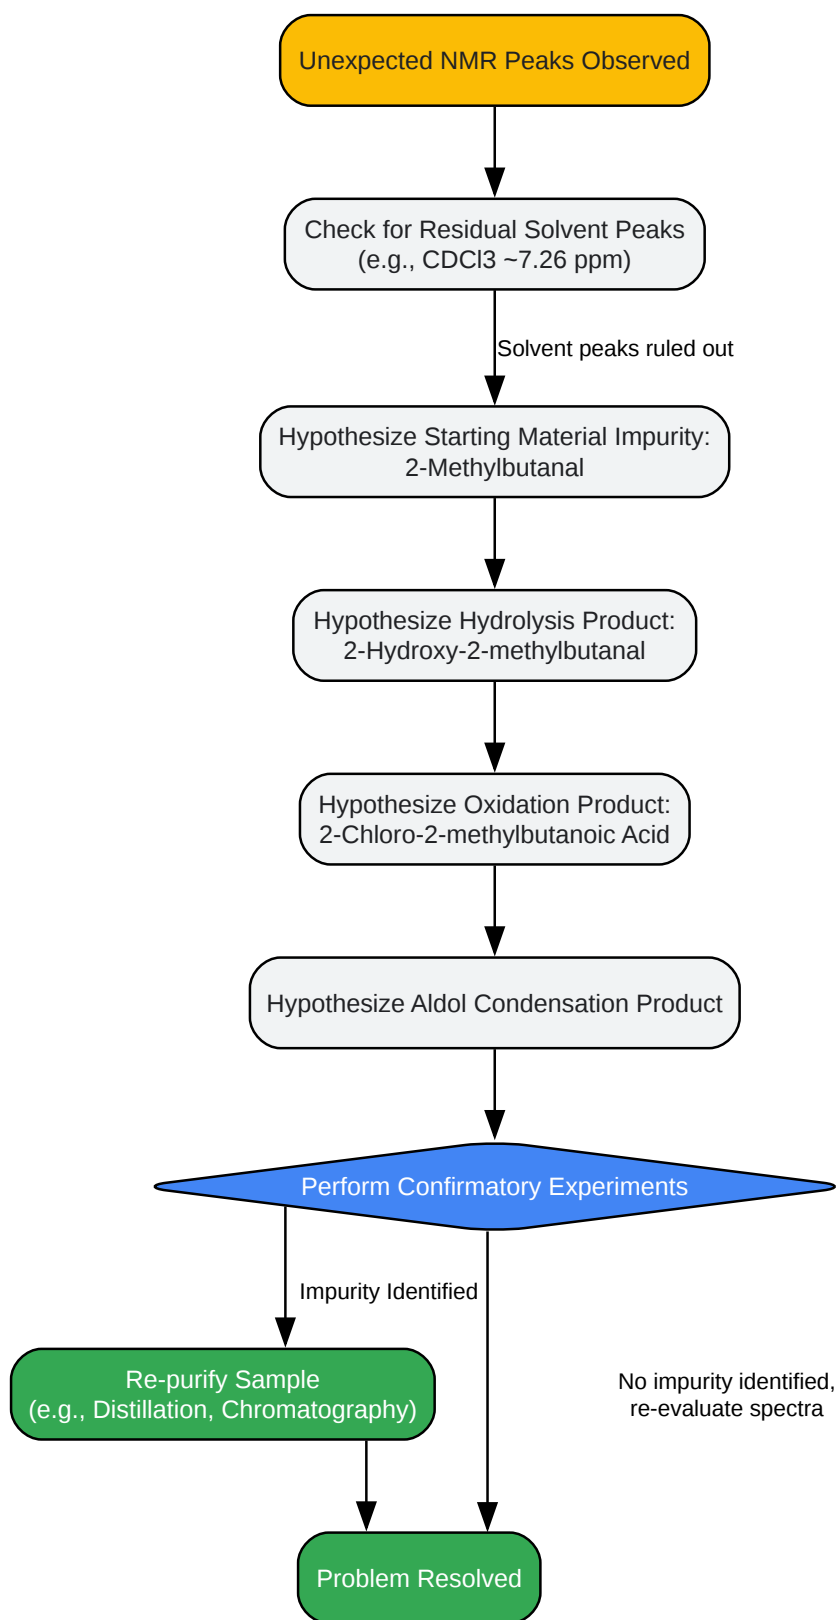 Unexpected NMR Peaks Observed
Check for Residual Solvent Peaks
(e.g., CDCl3 ~7.26 ppm)
Solvent peaks ruled out
Hypothesize Starting Material Impurity:
2-Methylbutanal
Hypothesize Hydrolysis Product:
2-Hydroxy-2-methylbutanal
Hypothesize Oxidation Product:
2-Chloro-2-methylbutanoic Acid
Hypothesize Aldol Condensation Product
Perform Confirmatory Experiments
Impurity Identified
Re-purify Sample
(e.g., Distillation, Chromatography)
No impurity identified,
re-evaluate spectra
Problem Resolved